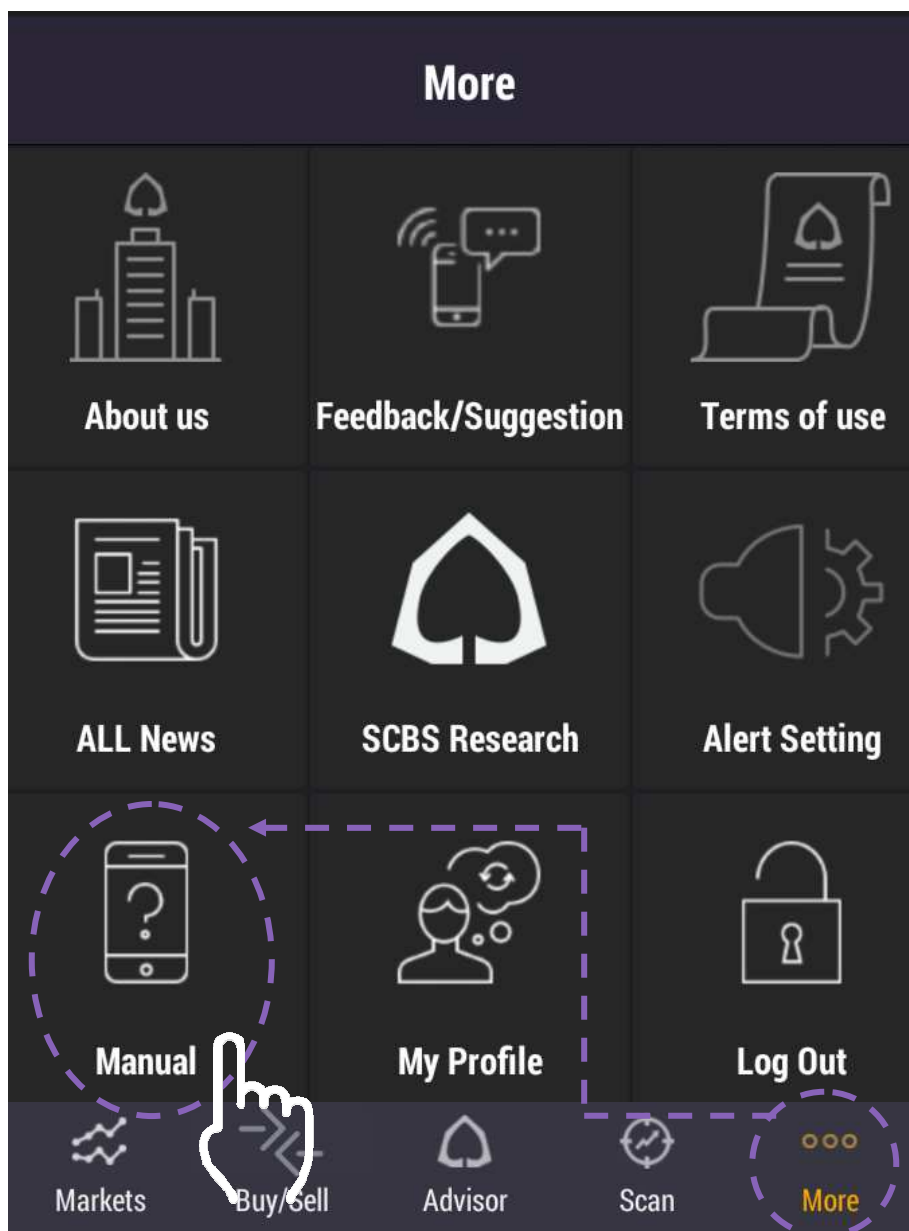 More
About us
Feedback/Suggestion
Terms of use
ALL News
SCBS Research
Alert Setting
?
Manual
My Profile
Log Out
Markets
Buy/Sell
Advisor
Scan
More